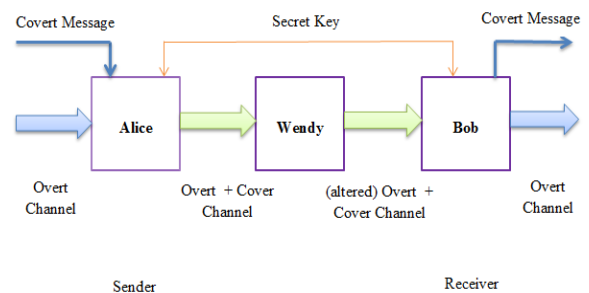 Covert Message
Secret Key
Covert Message
Alice
Wendy
Bob
Overt
Channel
Overt + Cover
Channel
(altered) Overt +
Cover Channel
Overt
Channel
Sender
Receiver